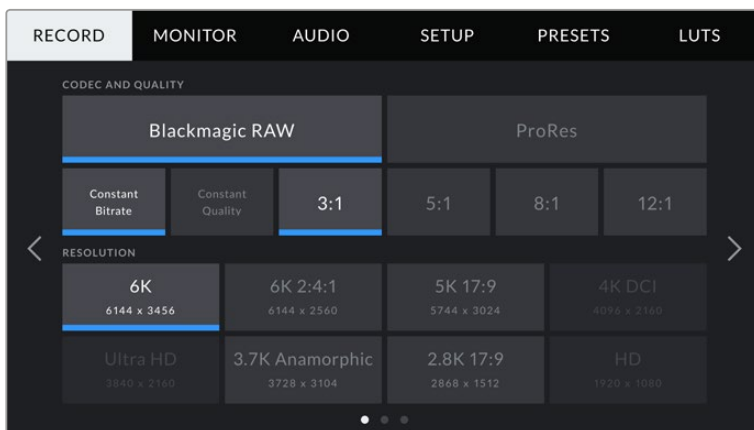 RECORD MONITOR AUDIO SETUP PRESETS LUTS
CODEC AND QUALITY
Blackmagic RAW ProRes
Constant Bitrate Constant Quality 3:1 5:1 8:1 12:1
RESOLUTION
6K 6K 2:4:1 5K 17:9 4K DCI
6144 x 3456 6144 x 2560 5744 x 3024 4096 x 2160
Ultra HD 3.7K Anamorphic 2.8K 17:9 HD
3840 x 2160 3728 x 3104 2868 x 1512 1920 x 1080